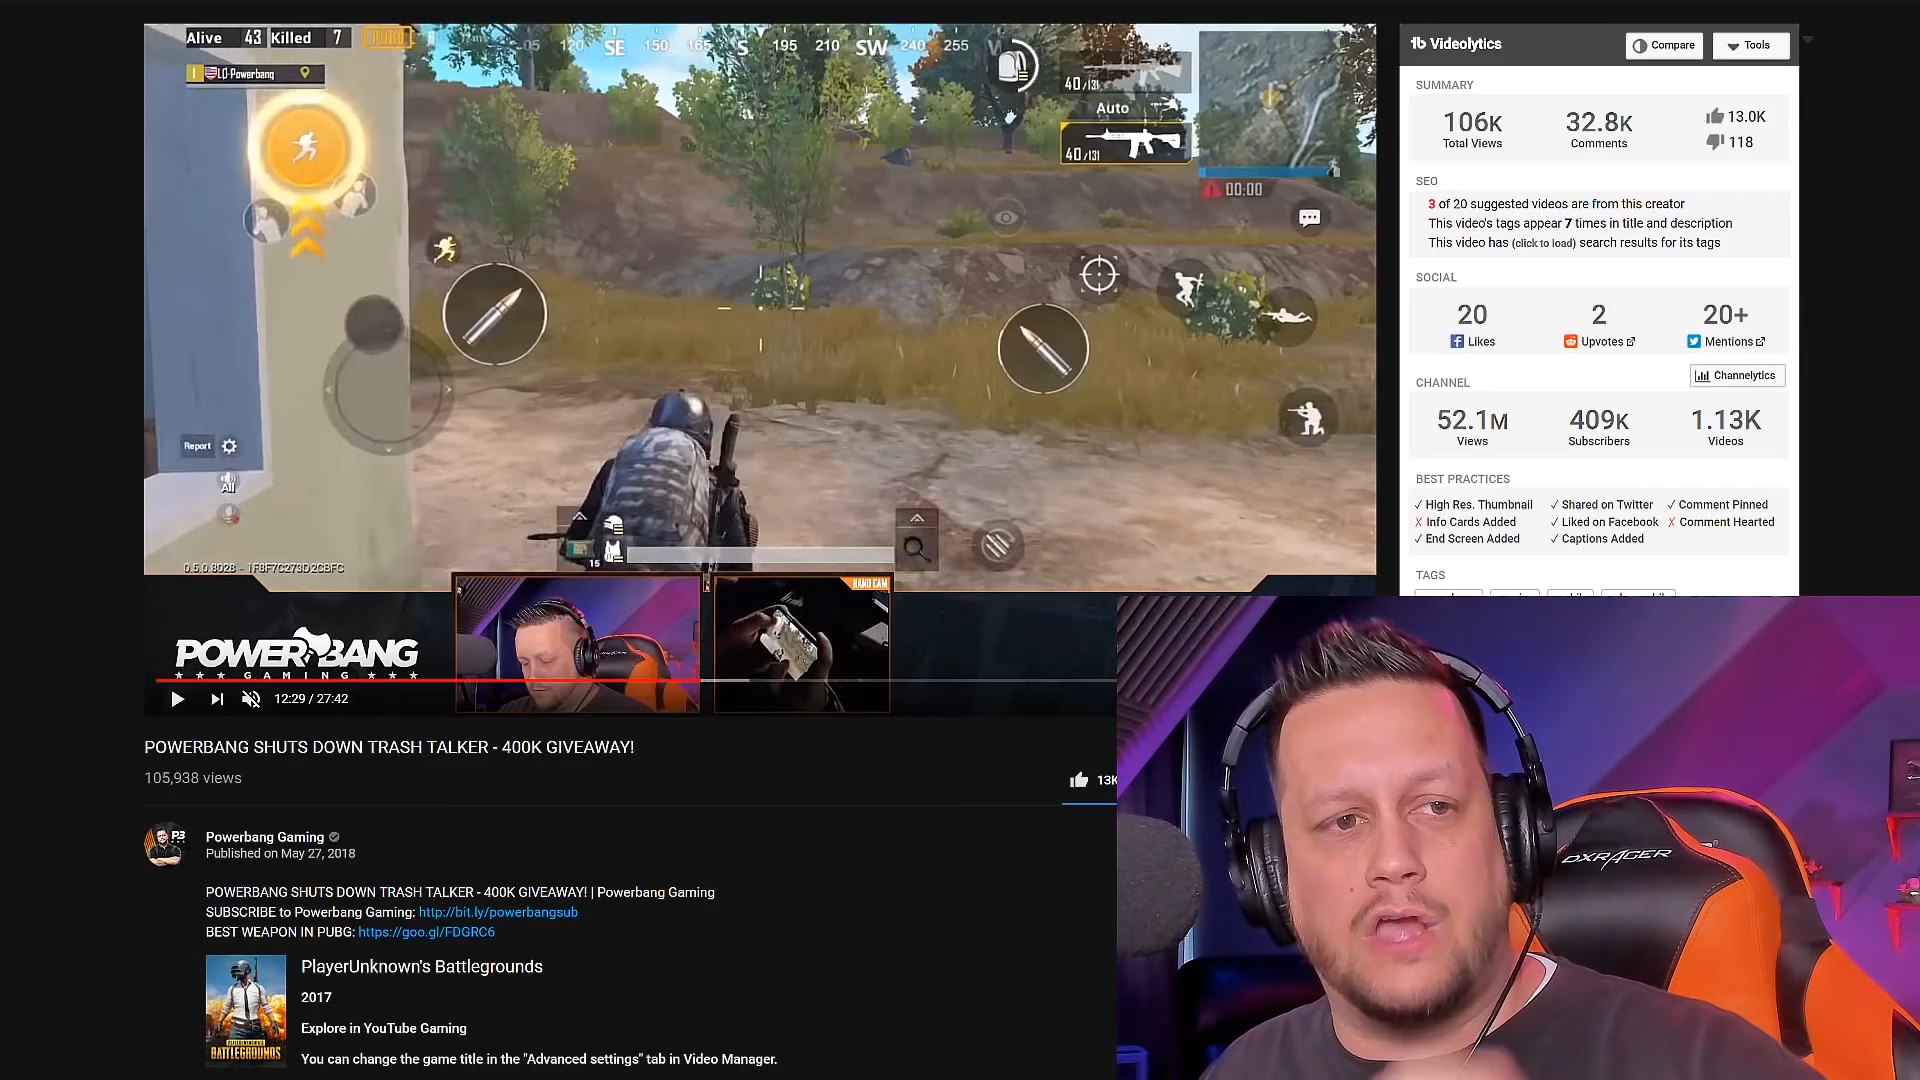 Alive 43 Killed 7
PUBG
120 SE 150 165 S 195 210 SW 240 255 W
1 LD-Powerbang
40/131
Auto
40/131
00:00
Report
All
15
0.5.0.8028 - 1F8F7C273D2CBFC
HAND CAM
POWERBANG
GAMING
12:29 / 27:42
POWERBANG SHUTS DOWN TRASH TALKER - 400K GIVEAWAY!
105,938 views
13K
Powerbang Gaming
Published on May 27, 2018
POWERBANG SHUTS DOWN TRASH TALKER - 400K GIVEAWAY! | Powerbang Gaming
SUBSCRIBE to Powerbang Gaming: http://bit.ly/powerbangsub
BEST WEAPON IN PUBG: https://goo.gl/FDGRC6
PlayerUnknown's Battlegrounds
2017
Explore in YouTube Gaming
You can change the game title in the "Advanced settings" tab in Video Manager.
BATTLEGROUNDS
tb Videolytics
Compare
Tools
SUMMARY
106K
Total Views
32.8K
Comments
13.0K
118
SEO
3 of 20 suggested videos are from this creator
This video's tags appear 7 times in title and description
This video has (click to load) search results for its tags
SOCIAL
20
Likes
2
Upvotes
20+
Mentions
CHANNEL
Channelytics
52.1M
Views
409K
Subscribers
1.13K
Videos
BEST PRACTICES
✓ High Res. Thumbnail ✓ Shared on Twitter ✓ Comment Pinned
✗ Info Cards Added ✓ Liked on Facebook ✗ Comment Hearted
✓ End Screen Added ✓ Captions Added
TAGS
DXRACER